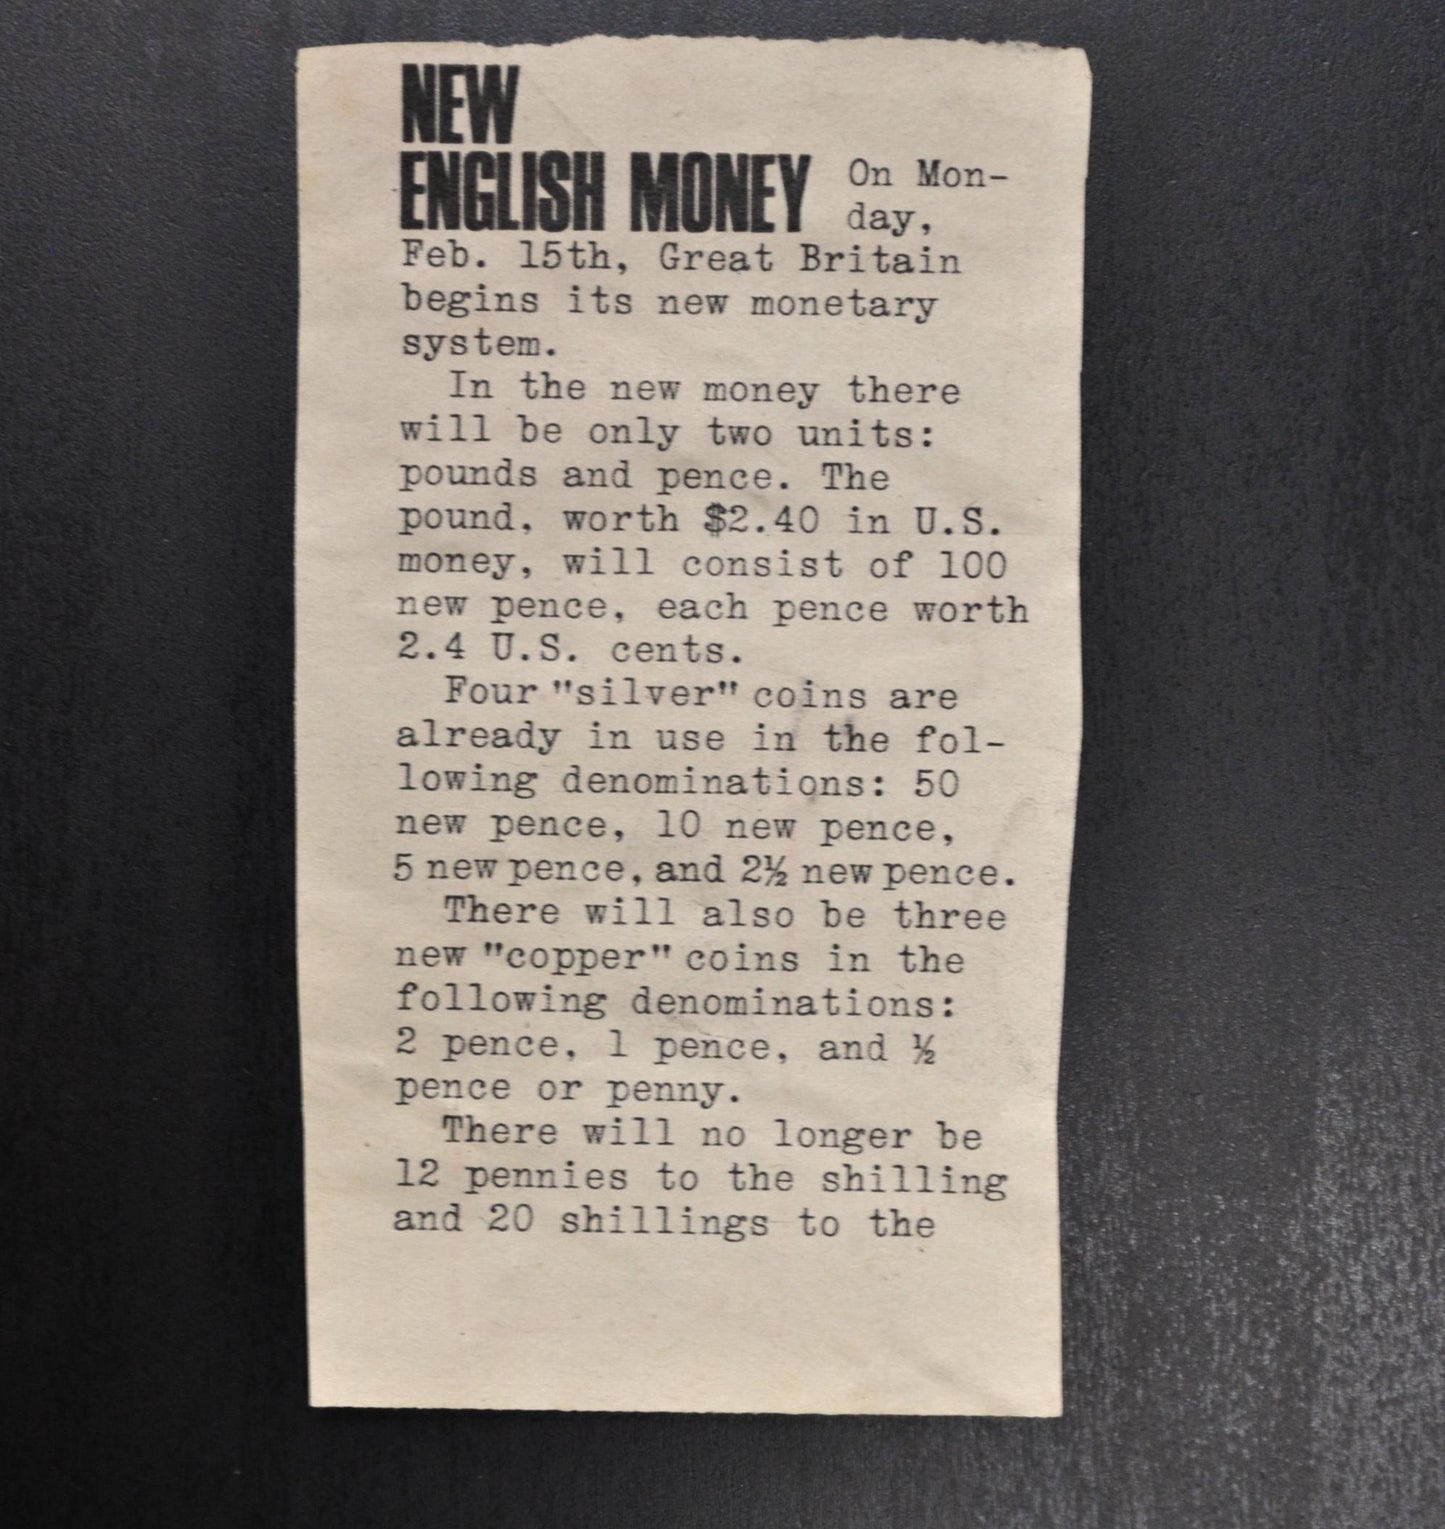 NEW
ENGLISH MONEY On Mon-
day,
Feb. 15th, Great Britain
begins its new monetary
system.
In the new money there
will be only two units:
pounds and pence. The
pound, worth $2.40 in U.S.
money, will consist of 100
new pence, each pence worth
2.4 U.S. cents.
Four "silver" coins are
already in use in the fol-
lowing denominations: 50
new pence, 10 new pence,
5 new pence, and 2½ new pence.
There will also be three
new "copper" coins in the
following denominations:
2 pence, 1 pence, and ½
pence or penny.
There will no longer be
12 pennies to the shilling
and 20 shillings to the